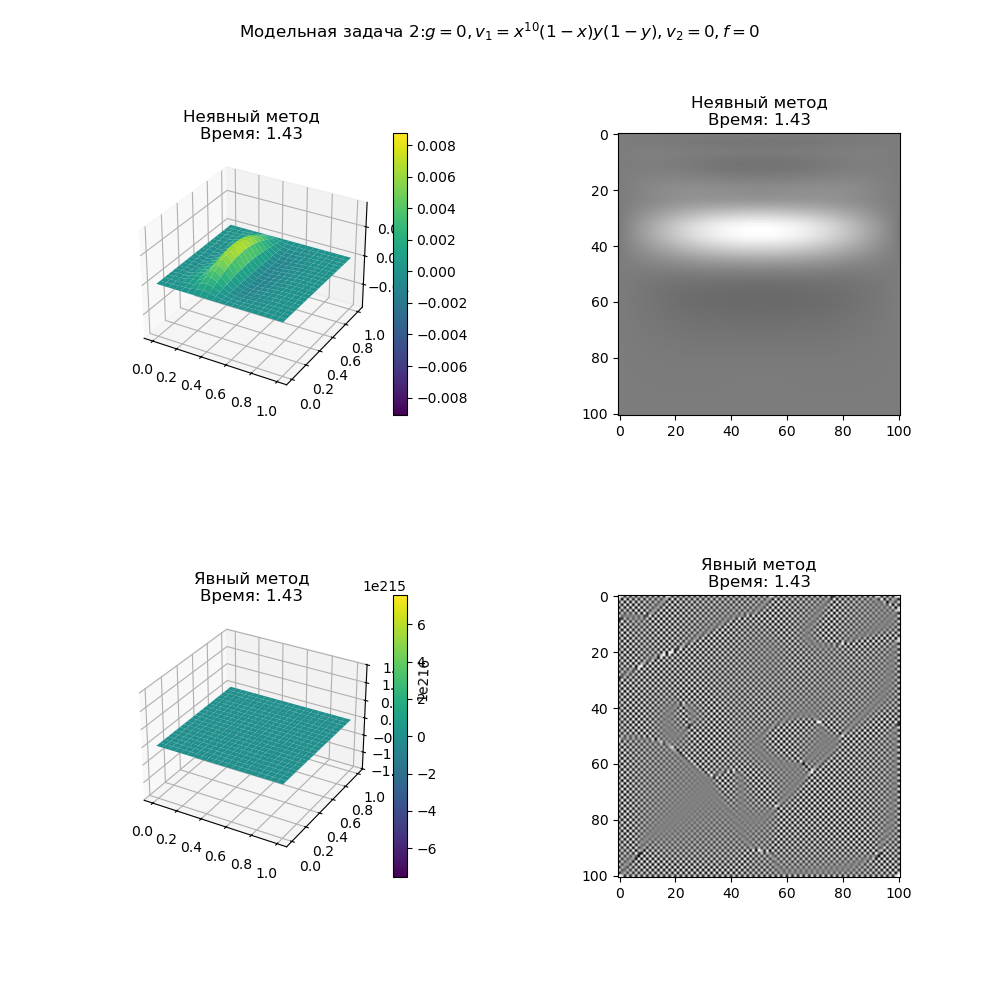 Модельная задача 2:g = 0, v₁ = x¹⁰(1 − x)y(1 − y), v₂ = 0, f = 0
Неявный метод
Время: 1.43
0.008
0.006
0.004
0.002
0.000
−0.002
−0.004
−0.006
−0.008
0.0 0.2 0.4 0.6 0.8 1.0
0.0 0.2 0.4 0.6 0.8 1.0
Неявный метод
Время: 1.43
0
20
40
60
80
100
0 20 40 60 80 100
Явный метод
Время: 1.43
1e215
6
4
2
0
−2
−4
−6
1e216
0.0 0.2 0.4 0.6 0.8 1.0
0.0 0.2 0.4 0.6 0.8 1.0
Явный метод
Время: 1.43
0
20
40
60
80
100
0 20 40 60 80 100